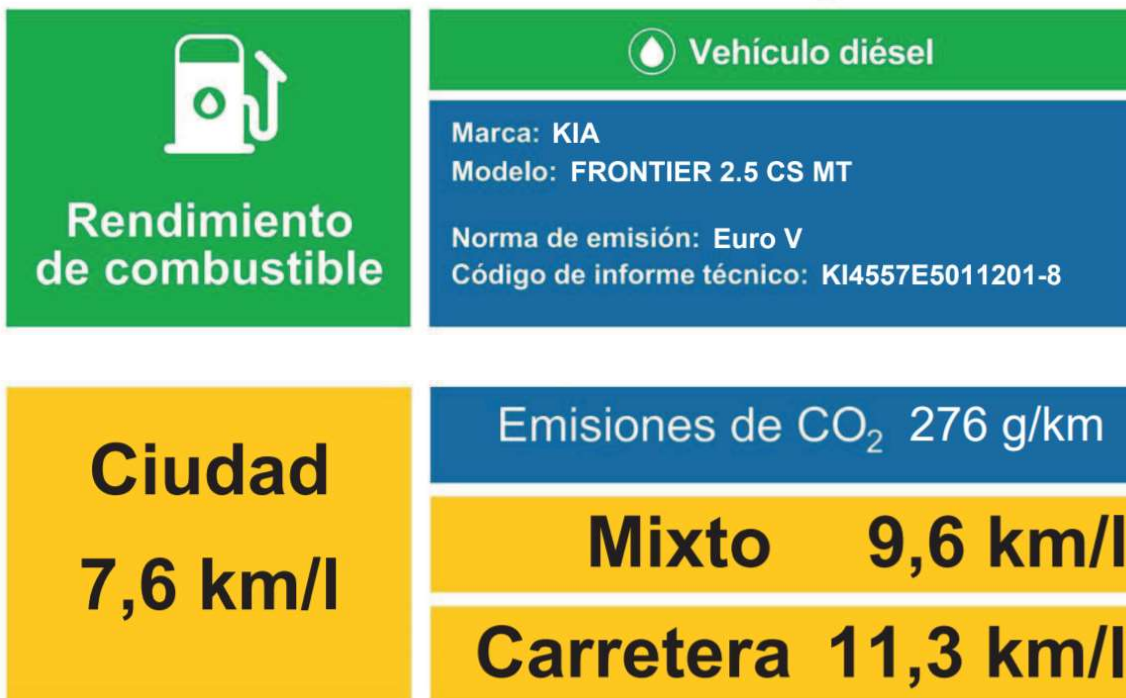 Rendimiento
de combustible
Vehículo diésel
Marca: KIA
Modelo: FRONTIER 2.5 CS MT
Norma de emisión: Euro V
Código de informe técnico: KI4557E5011201-8
Ciudad
7,6 km/l
Emisiones de CO₂ 276 g/km
Mixto 9,6 km/l
Carretera 11,3 km/l